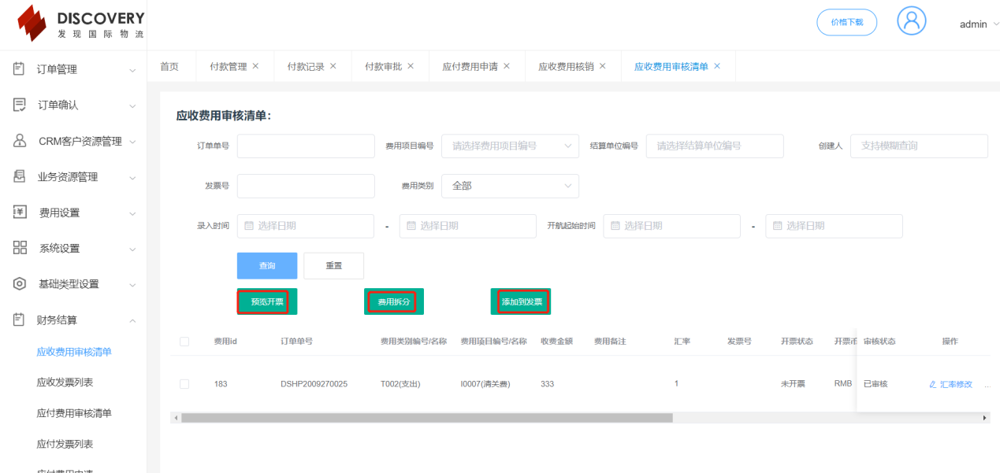 DISCOVERY
发现国际物流
价格下载
admin
订单管理
订单确认
CRM客户资源管理
业务资源管理
费用设置
系统设置
基础类型设置
财务结算
应收费用审核清单
应收发票列表
应付费用审核清单
应付发票列表
首页 付款管理 × 付款记录 × 付款审批 × 应付费用申请 × 应收费用核销 × 应收费用审核清单 ×
应收费用审核清单:
订单单号 费用项目编号 请选择费用项目编号 结算单位编号 请选择结算单位编号 创建人 支持模糊查询
发票号 费用类别 全部
录入时间 选择日期 - 选择日期 开航起始时间 选择日期 - 选择日期
查询 重置
预览开票 费用拆分 添加到发票
费用id 订单单号 费用类别编号/名称 费用项目编号/名称 收费金额 费用备注 汇率 发票号 开票状态 开票币 审核状态 操作
183 DSHP2009270025 T002(支出) I0007(清关费) 333 1 未开票 RMB 已审核 汇率修改 ...